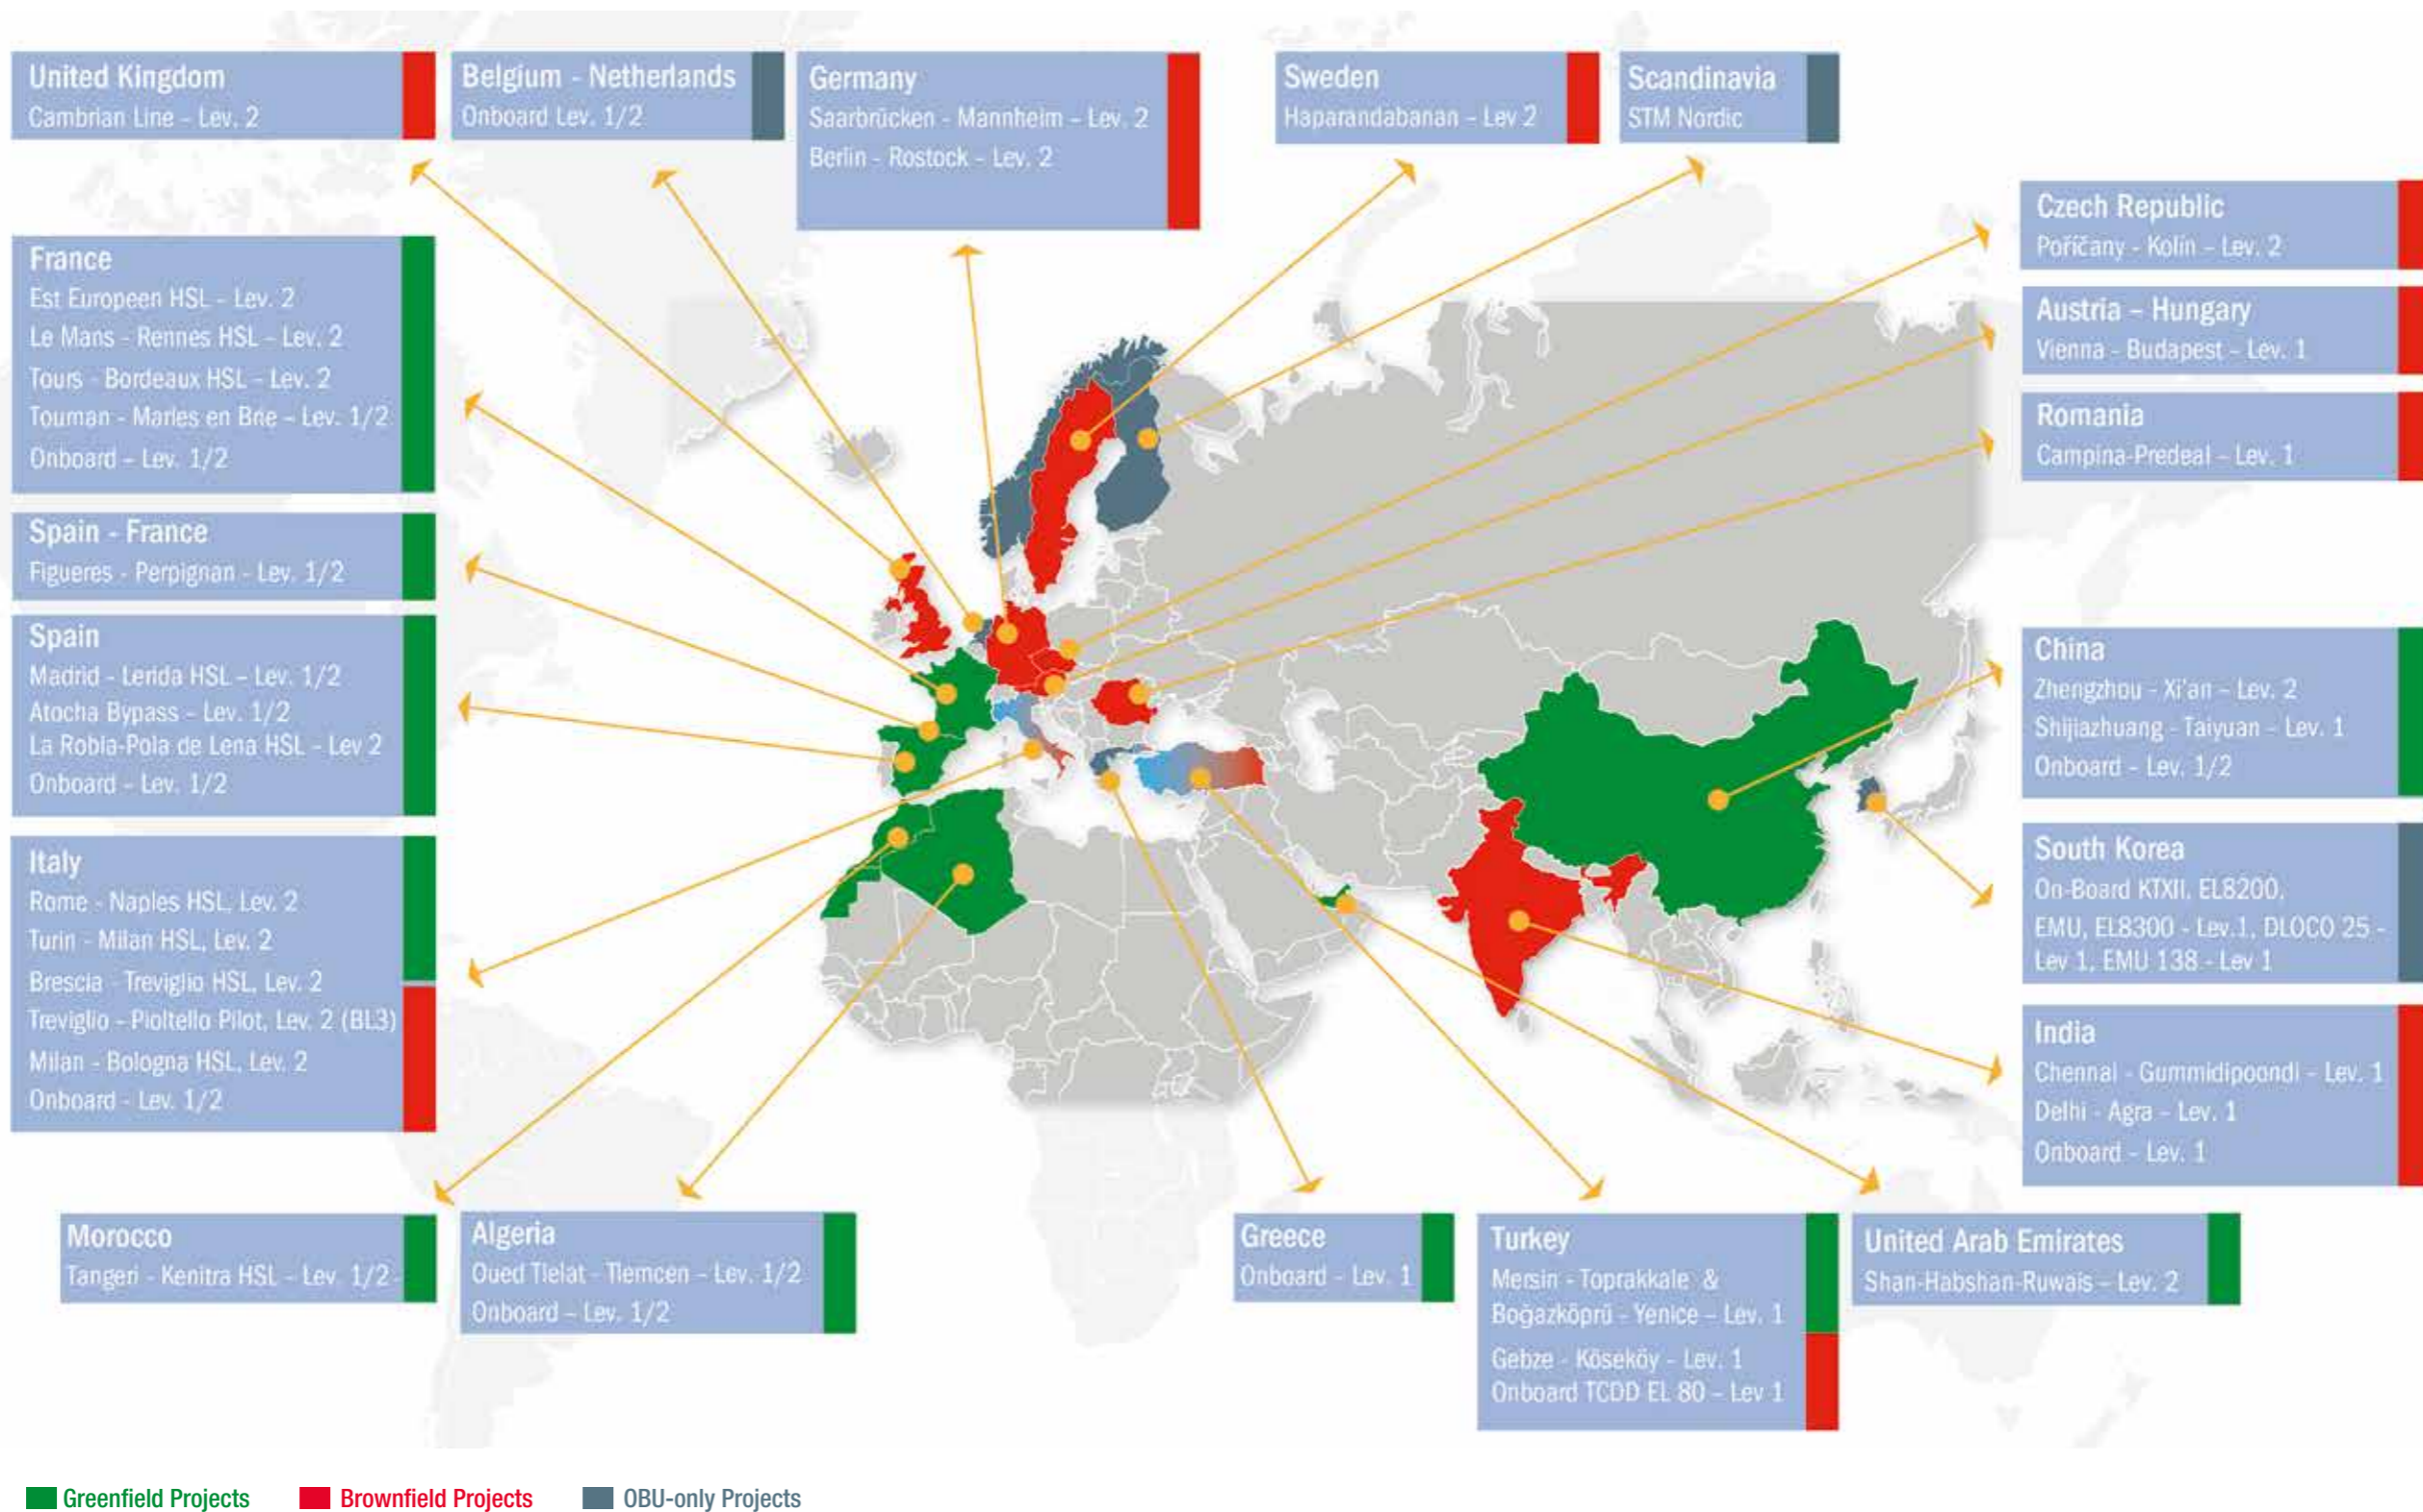 United Kingdom
Cambrian Line – Lev. 2
Belgium - Netherlands
Onboard Lev. 1/2
Germany
Saarbrücken - Mannheim – Lev. 2
Berlin - Rostock – Lev. 2
Sweden
Haparandabanan – Lev 2
Scandinavia
STM Nordic
Czech Republic
Poříčany - Kolín – Lev. 2
Austria – Hungary
Vienna - Budapest – Lev. 1
Romania
Campina-Predeal – Lev. 1
France
Est Europeen HSL – Lev. 2
Le Mans - Rennes HSL – Lev. 2
Tours - Bordeaux HSL – Lev. 2
Touman - Marles en Brie – Lev. 1/2
Onboard – Lev. 1/2
Spain - France
Figueres - Perpignan - Lev. 1/2
Spain
Madrid - Lerida HSL – Lev. 1/2
Atocha Bypass – Lev. 1/2
La Robla-Pola de Lena HSL - Lev 2
Onboard – Lev. 1/2
Italy
Rome - Naples HSL, Lev. 2
Turin - Milan HSL, Lev. 2
Brescia - Treviglio HSL, Lev. 2
Treviglio - Pioltello Pilot, Lev. 2 (BL3)
Milan - Bologna HSL, Lev. 2
Onboard - Lev. 1/2
China
Zhengzhou - Xi'an – Lev. 2
Shijiazhuang - Taiyuan – Lev. 1
Onboard – Lev. 1/2
South Korea
On-Board KTXII, EL8200,
EMU, EL8300 - Lev.1, DLOCO 25 -
Lev 1, EMU 138 - Lev 1
India
Chennai - Gummidipoondi - Lev. 1
Delhi - Agra – Lev. 1
Onboard – Lev. 1
Morocco
Tangeri - Kenitra HSL – Lev. 1/2 -
Algeria
Oued Tlelat - Tlemcen – Lev. 1/2
Onboard – Lev. 1/2
Greece
Onboard – Lev. 1
Turkey
Mersin - Toprakkale &
Boğazköprü - Yenice – Lev. 1
Gebze - Köseköy – Lev. 1
Onboard TCDD EL 80 – Lev 1
United Arab Emirates
Shan-Habshan-Ruwais – Lev. 2
Greenfield Projects
Brownfield Projects
OBU-only Projects